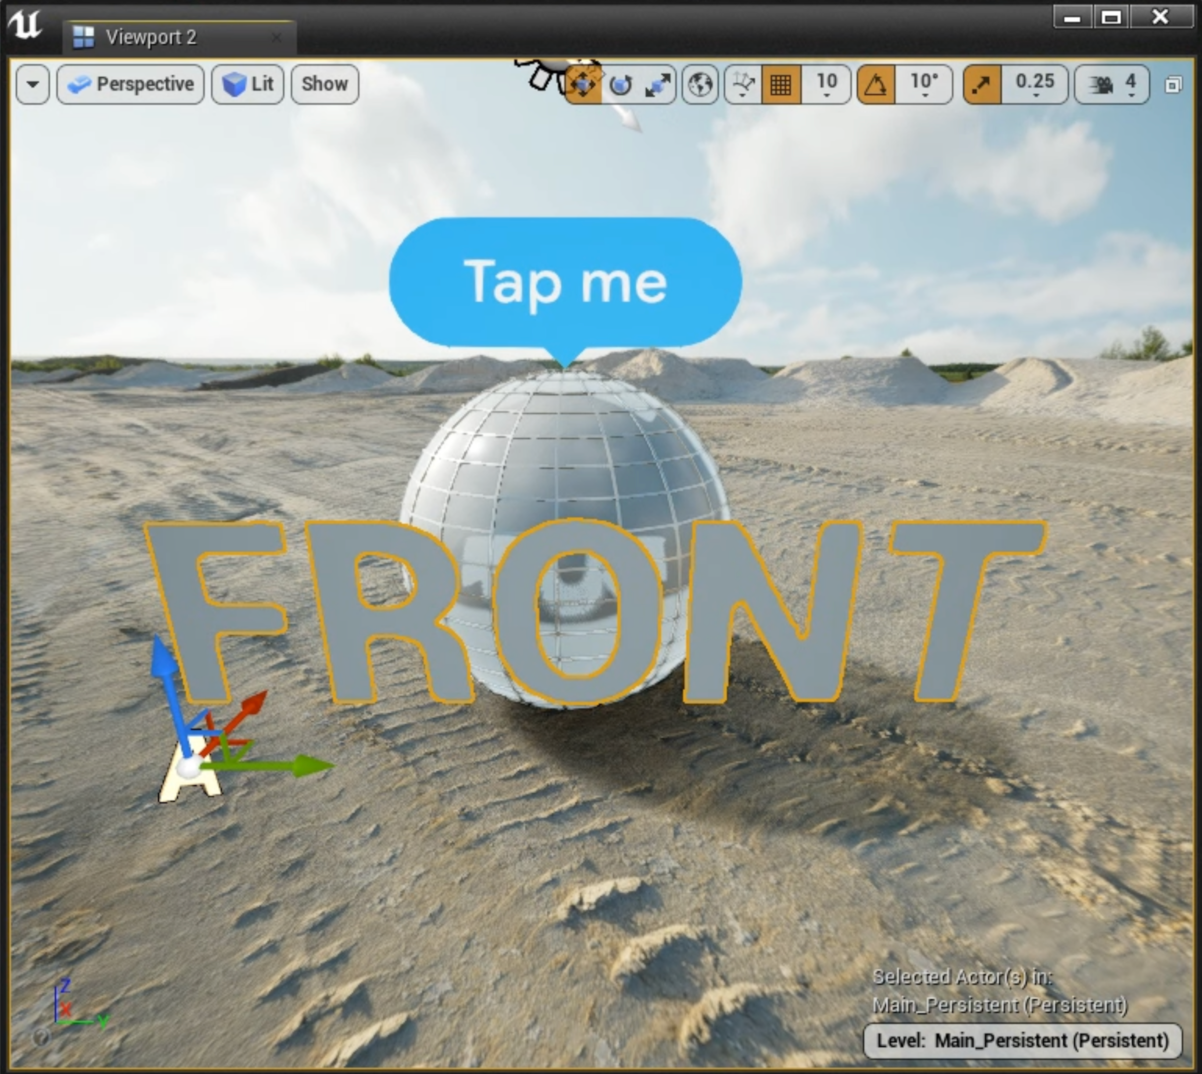 Viewport 2
Perspective Lit Show 10 10° 0.25 4
Tap me
FRONT
A
Z
X
Y
Selected Actor(s) in:
Main_Persistent (Persistent)
Level: Main_Persistent (Persistent)